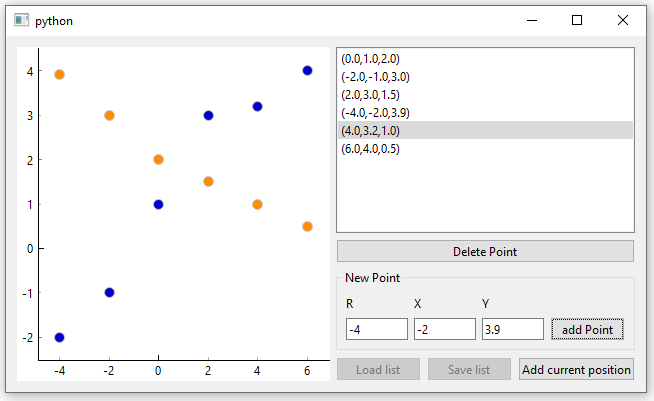 python
4
3
2
1
0
-1
-2
-4 -2 0 2 4 6
(0.0,1.0,2.0)
(-2.0,-1.0,3.0)
(2.0,3.0,1.5)
(-4.0,-2.0,3.9)
(4.0,3.2,1.0)
(6.0,4.0,0.5)
Delete Point
New Point
R X Y
-4 -2 3.9 add Point
Load list Save list Add current position